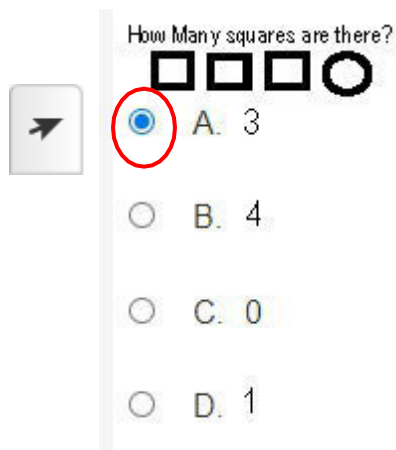 How Many squares are there?
A. 3
B. 4
C. 0
D. 1